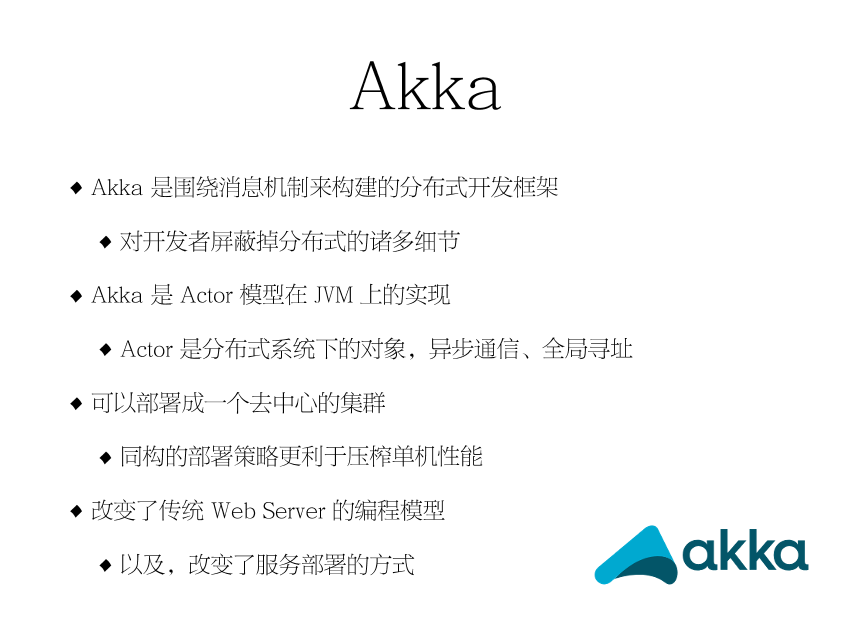 Akka
Akka 是围绕消息机制来构建的分布式开发框架
对开发者屏蔽掉分布式的诸多细节
Akka 是 Actor 模型在 JVM 上的实现
Actor 是分布式系统下的对象，异步通信、全局寻址
可以部署成一个去中心的集群
同构的部署策略更利于压榨单机性能
改变了传统 Web Server 的编程模型
以及，改变了服务部署的方式
akka